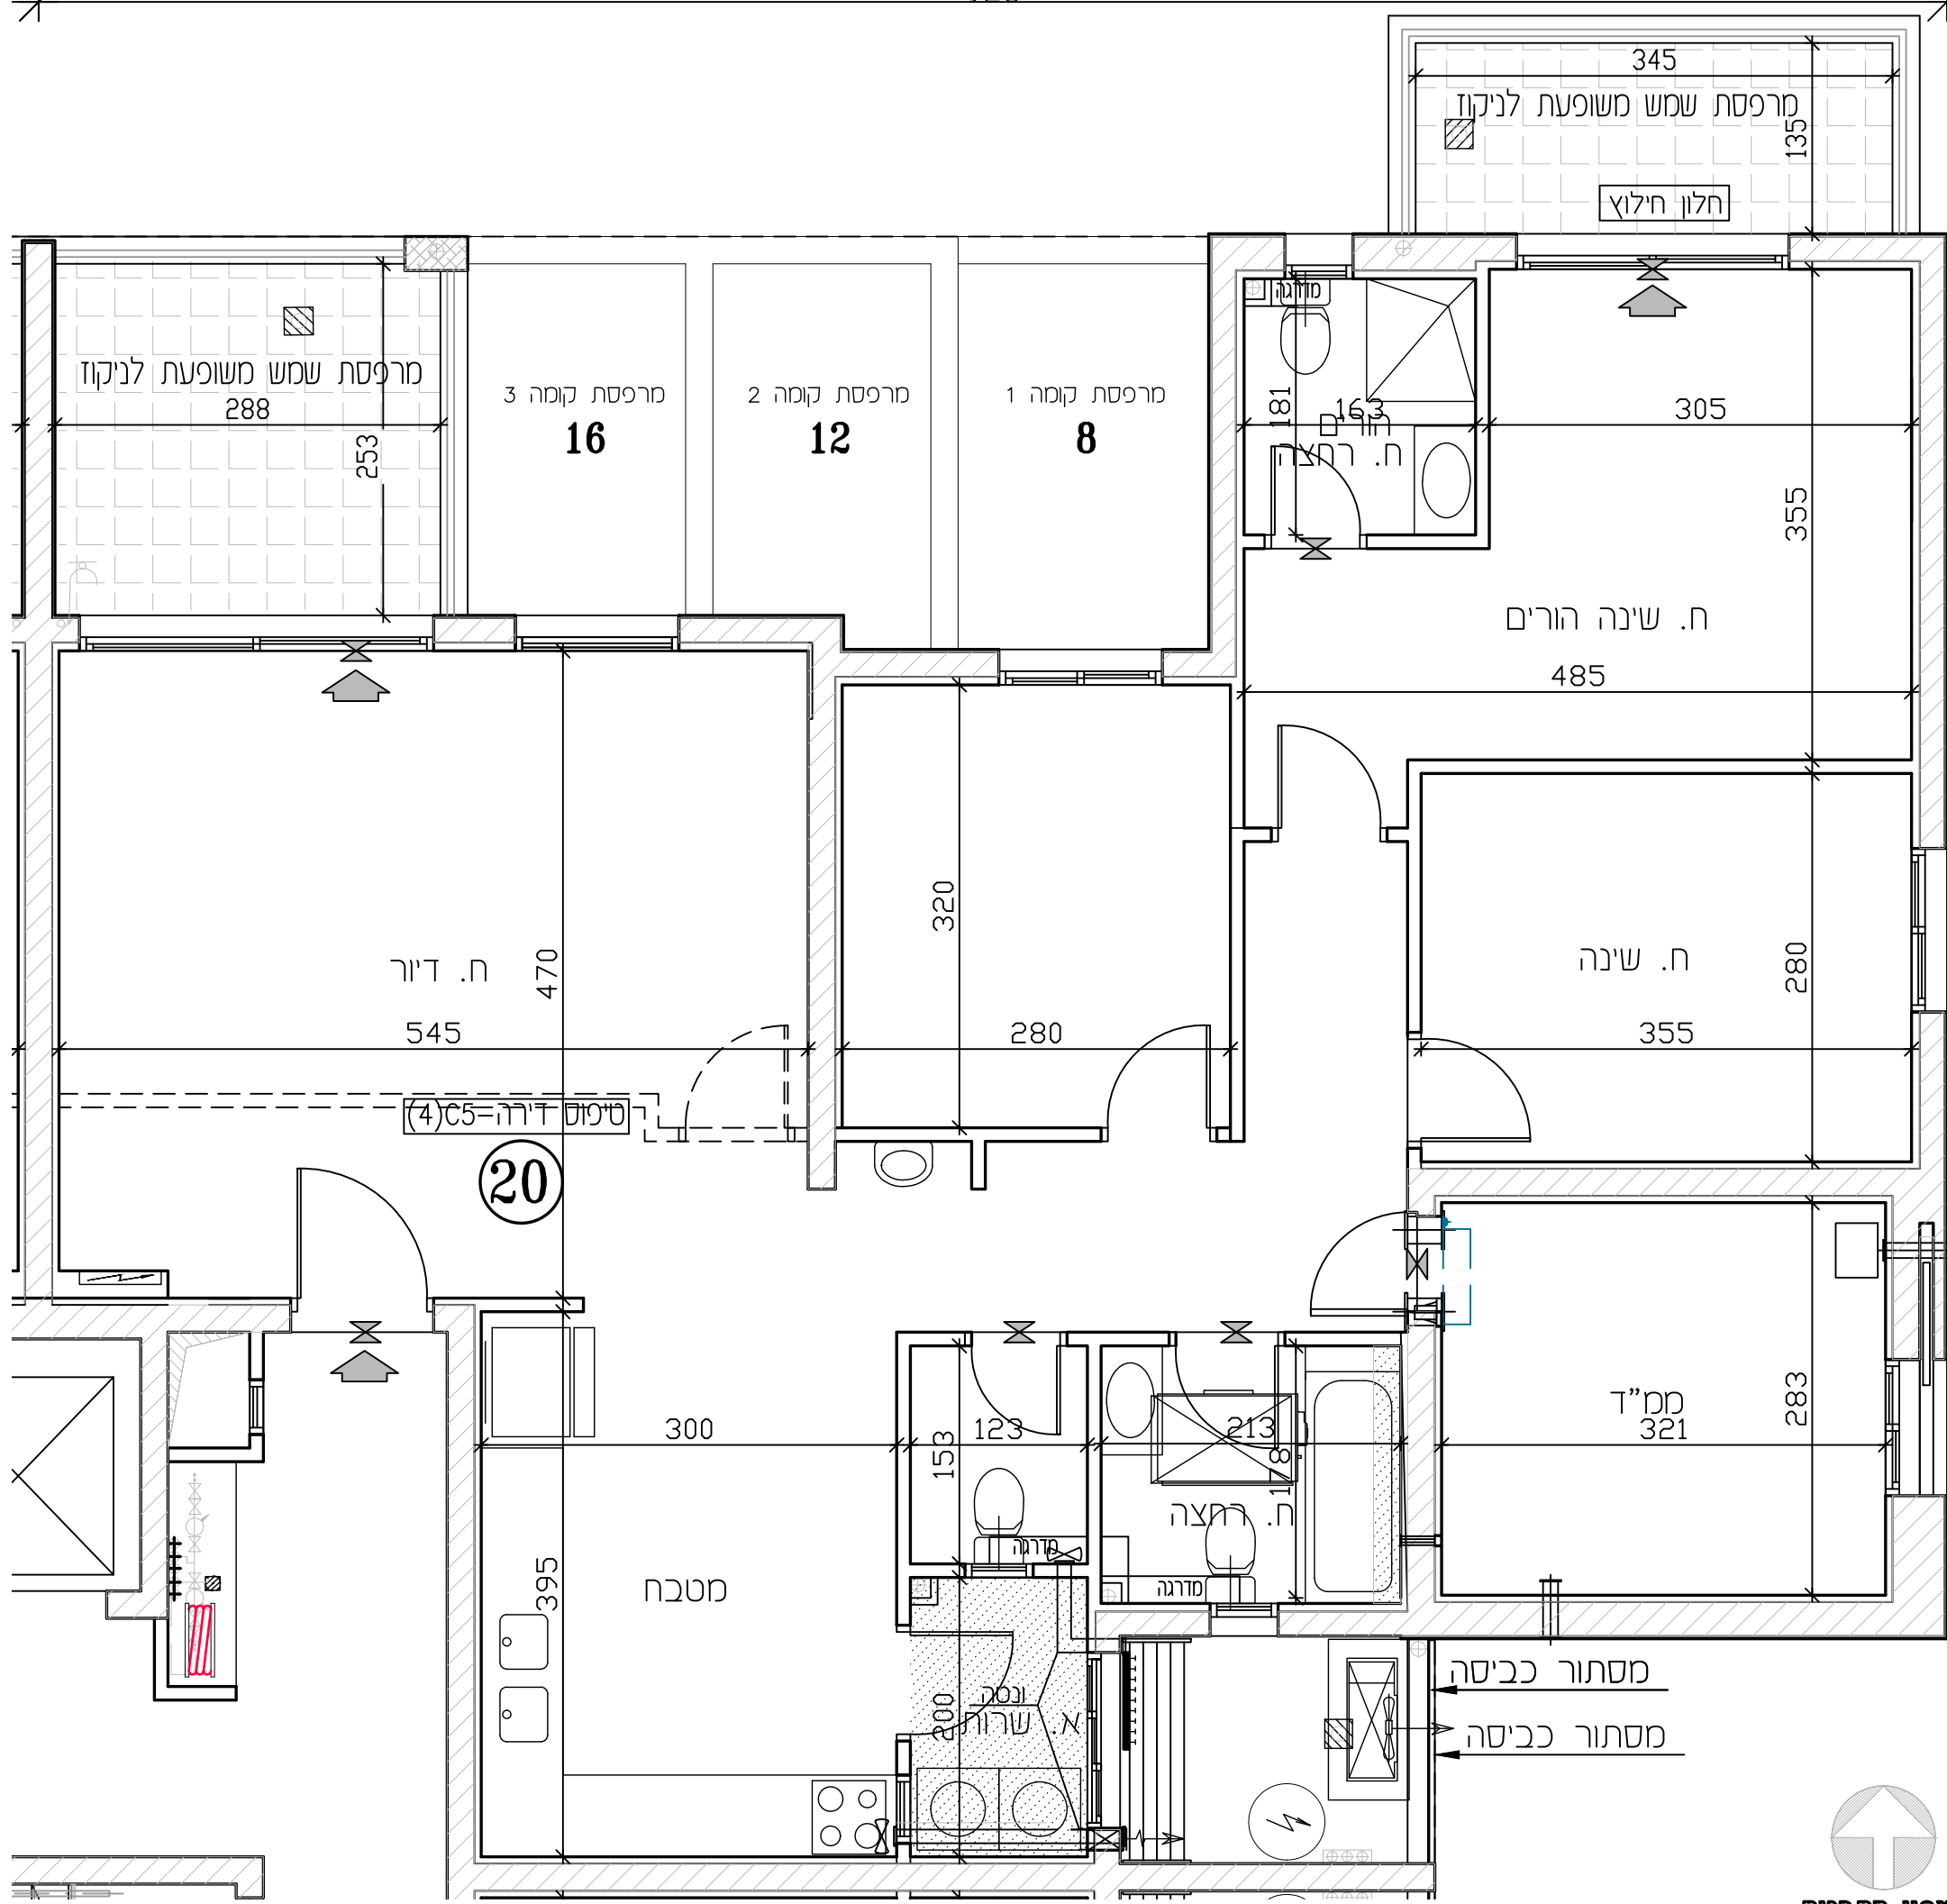 345
מרפסת שמש משופעת לניקוז
135
חלון חילוץ
מרפסת שמש משופעת לניקוז
288
253
מרפסת קומה 3
16
מרפסת קומה 2
12
מרפסת קומה 1
8
מדרגה
181
163
הורים
ח. רחצה
305
355
ח. שינה הורים
485
ח. דיור
470
545
320
280
ח. שינה
280
355
טיפוס דירה-C5(4)
20
ממ"ד
321
283
300
123
153
213
ח. רחצה
מדרגה
מדרגה
395
מטבח
ונטה
200
א. שרות
מסתור כביסה
מסתור כביסה